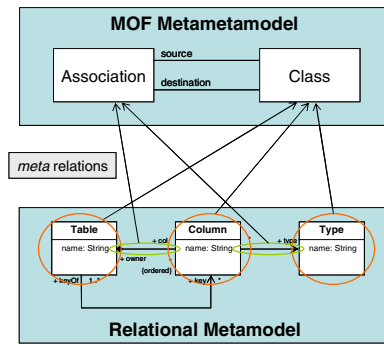 MOF Metametamodel
source
Association
Class
destination
meta relations
Table
Column
Type
+ col
*
+ type
name: String
name: String
name: String
+ owner
*
{ordered}
+ keyOf
1..*
+ key
*
Relational Metamodel